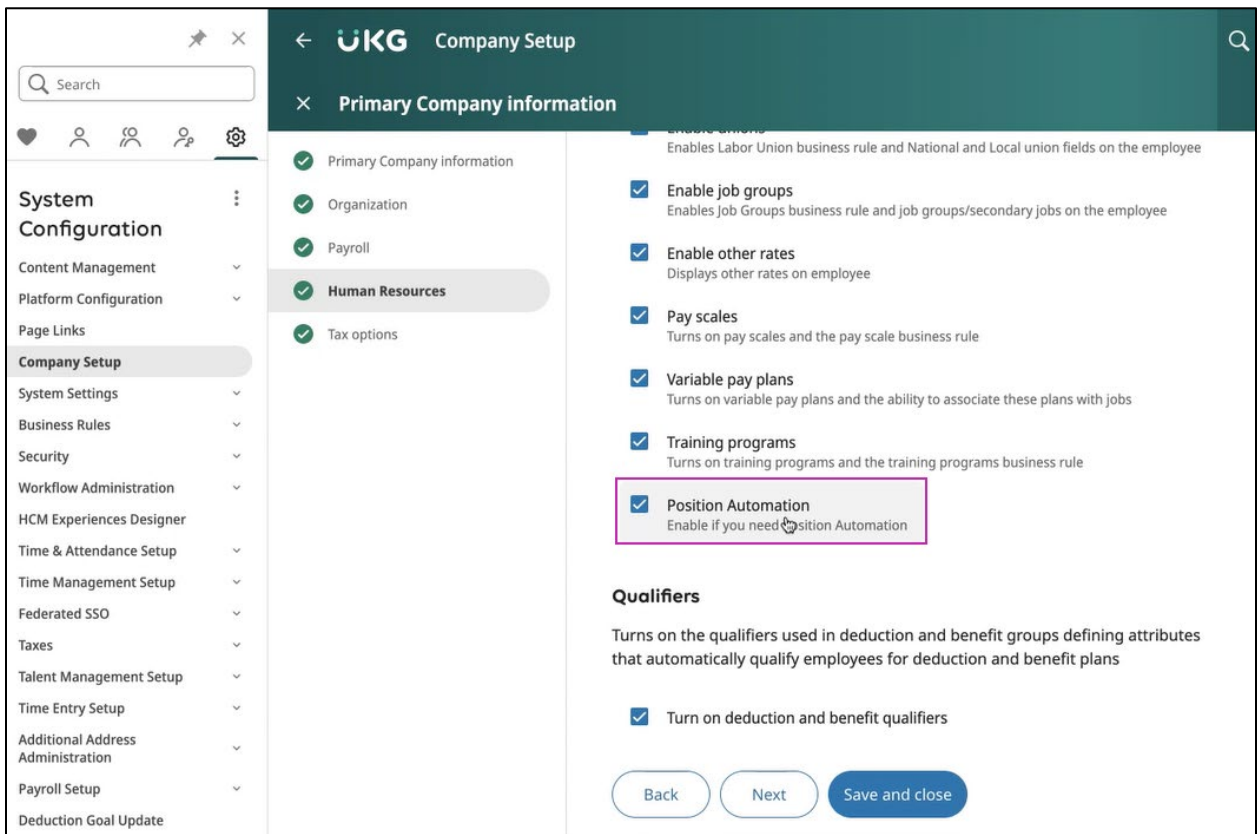 Search
System
Configuration
Content Management
Platform Configuration
Page Links
Company Setup
System Settings
Business Rules
Security
Workflow Administration
HCM Experiences Designer
Time & Attendance Setup
Time Management Setup
Federated SSO
Taxes
Talent Management Setup
Time Entry Setup
Additional Address
Administration
Payroll Setup
Deduction Goal Update
UKG Company Setup
Primary Company information
Primary Company information
Organization
Payroll
Human Resources
Tax options
Enable unions
Enables Labor Union business rule and National and Local union fields on the employee
Enable job groups
Enables Job Groups business rule and job groups/secondary jobs on the employee
Enable other rates
Displays other rates on employee
Pay scales
Turns on pay scales and the pay scale business rule
Variable pay plans
Turns on variable pay plans and the ability to associate these plans with jobs
Training programs
Turns on training programs and the training programs business rule
Position Automation
Enable if you need Position Automation
Qualifiers
Turns on the qualifiers used in deduction and benefit groups defining attributes
that automatically qualify employees for deduction and benefit plans
Turn on deduction and benefit qualifiers
Back Next Save and close